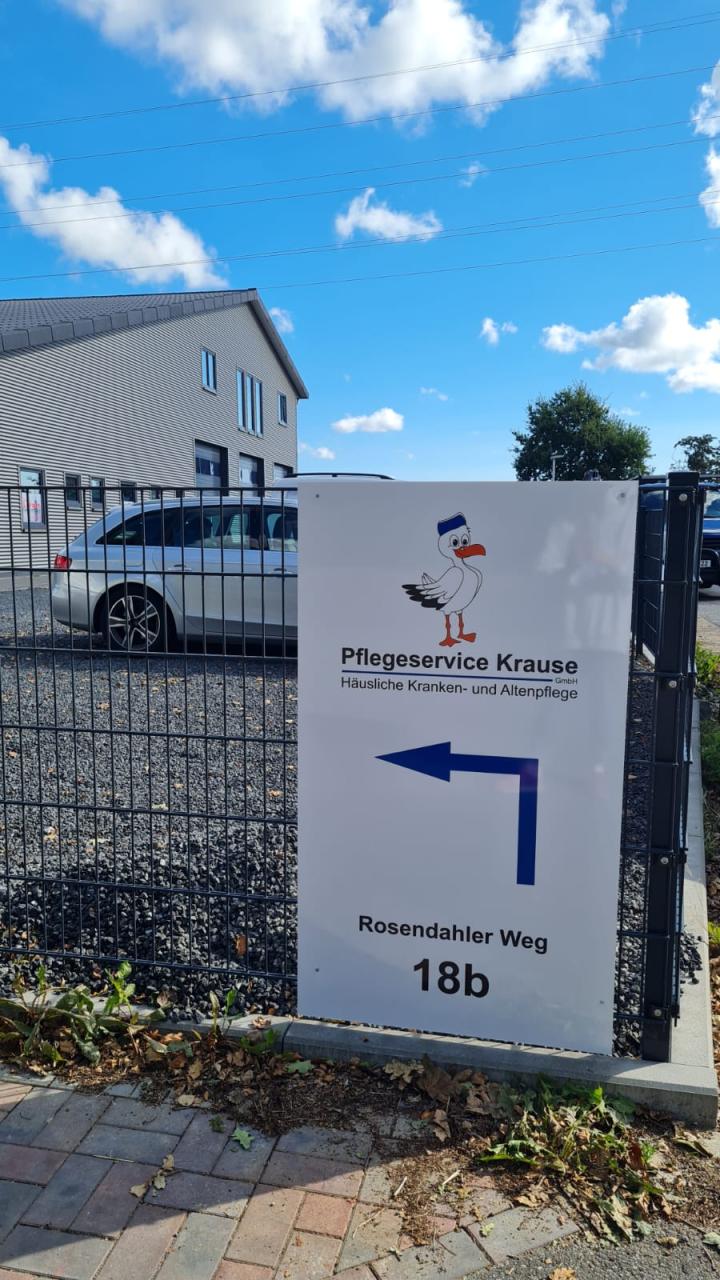 Pflegeservice Krause
GmbH
Häusliche Kranken- und Altenpflege
Rosendahler Weg
18b